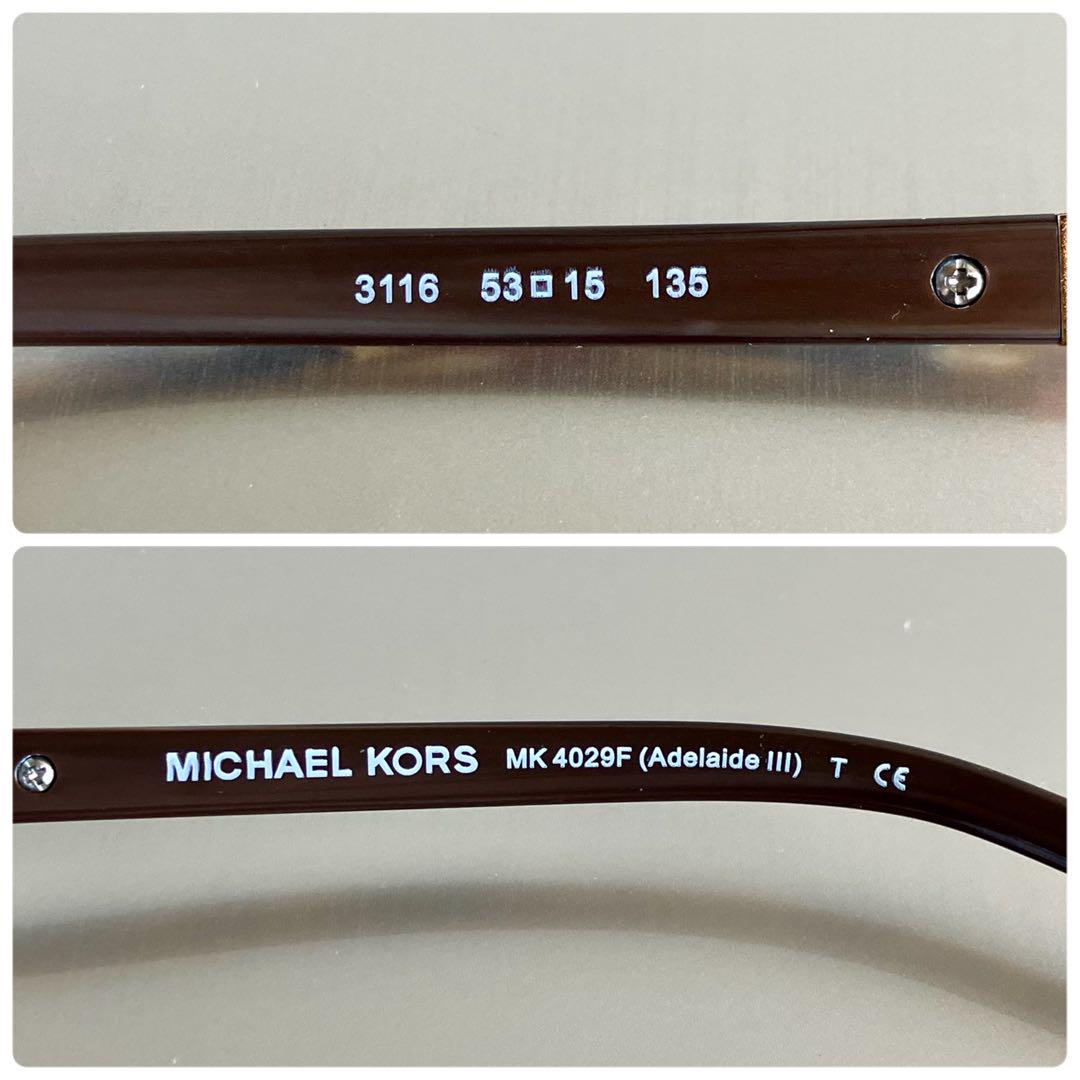 3116 53□15 135
MICHAEL KORS MK 4029F (Adelaide III) T CE